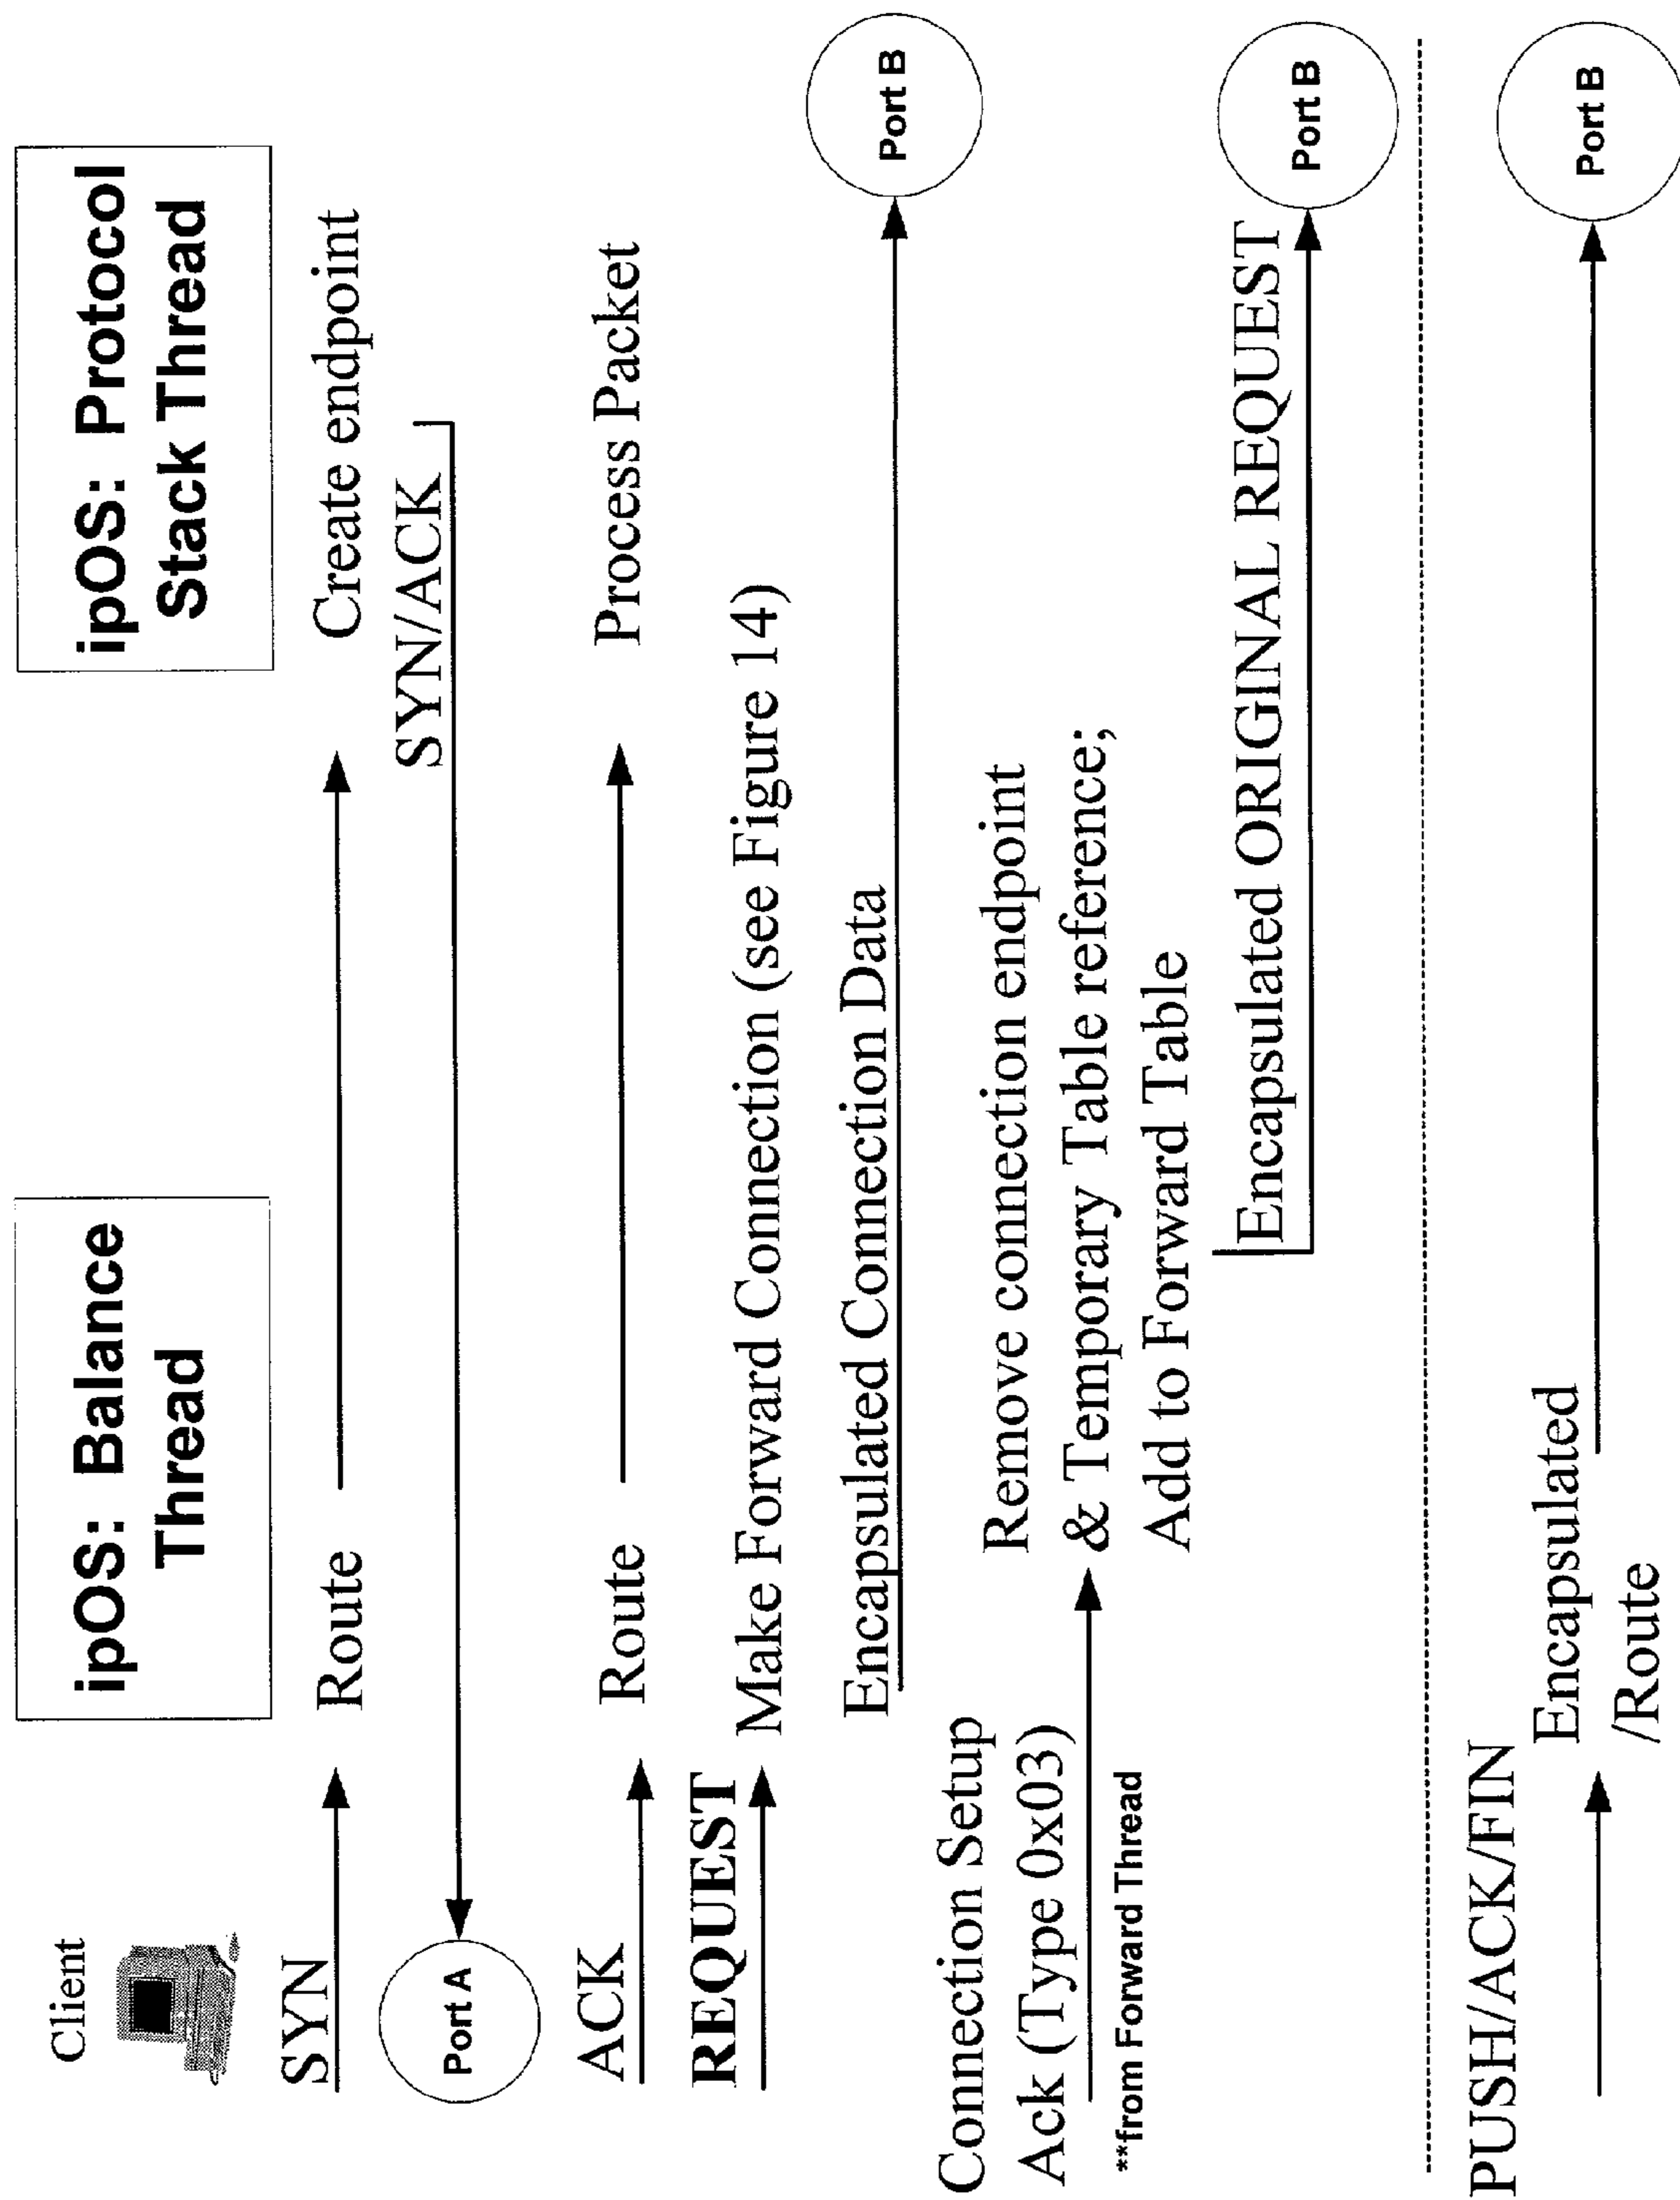 Client
ipOS: Balance
Thread
ipOS: Protocol
Stack Thread
SYN
Route
Create endpoint
SYN/ACK
Port A
ACK
Route
Process Packet
REQUEST
Make Forward Connection (see Figure 14)
Encapsulated Connection Data
Port B
Connection Setup
Ack (Type 0x03)
**from Forward Thread
Remove connection endpoint
& Temporary Table reference;
Add to Forward Table
Encapsulated ORIGINAL REQUEST
Port B
PUSH/ACK/FIN
Encapsulated
/Route
Port B